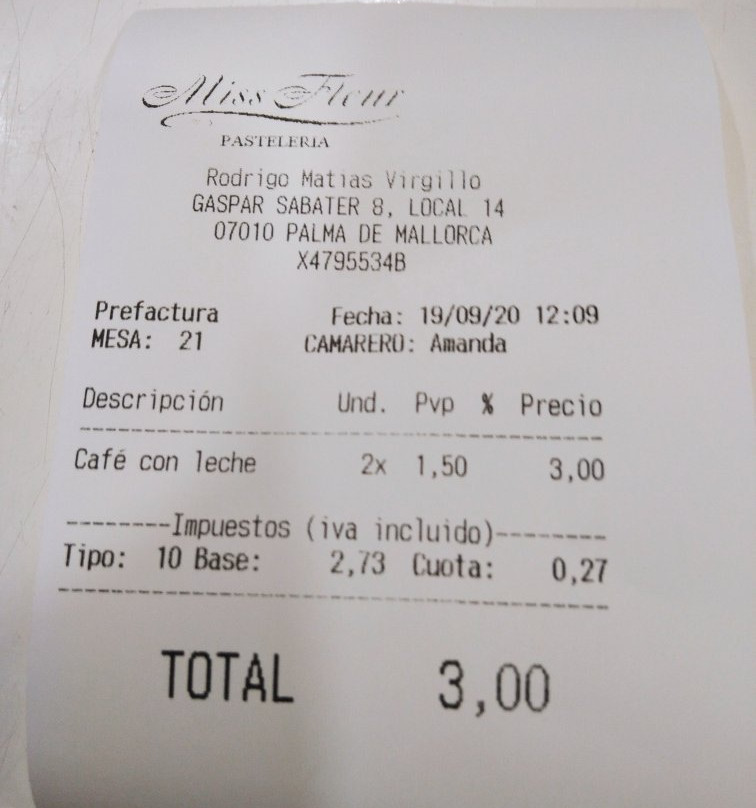 Miss Fleur
PASTELERIA
Rodrigo Matias Virgillo
GASPAR SABATER 8, LOCAL 14
07010 PALMA DE MALLORCA
X4795534B
Prefactura Fecha: 19/09/20 12:09
MESA: 21 CAMARERO: Amanda
Descripción Und. Pvp % Precio
Café con leche 2x 1,50 3,00
--------Impuestos (iva incluido)--------
Tipo: 10 Base: 2,73 Cuota: 0,27
TOTAL 3,00